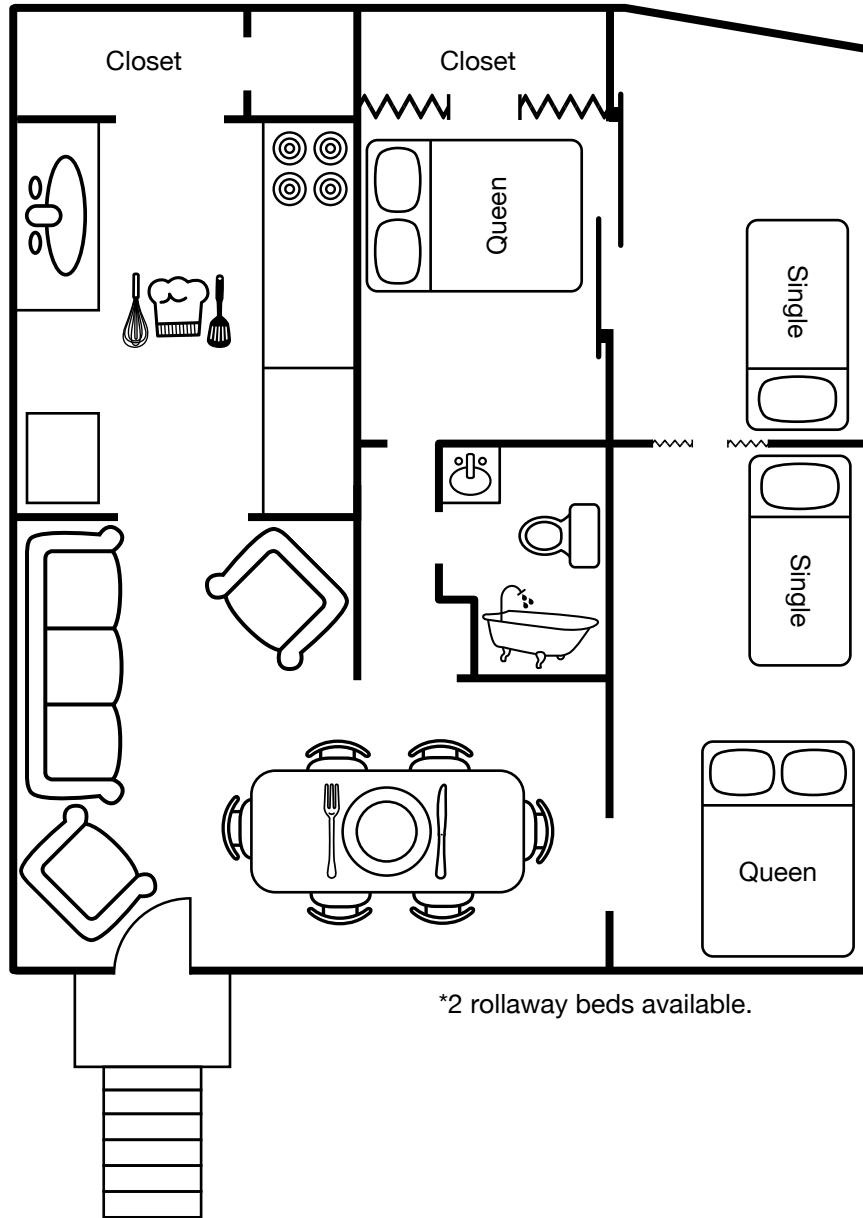 Closet
Closet
Queen
Single
Single
Queen
*2 rollaway beds available.